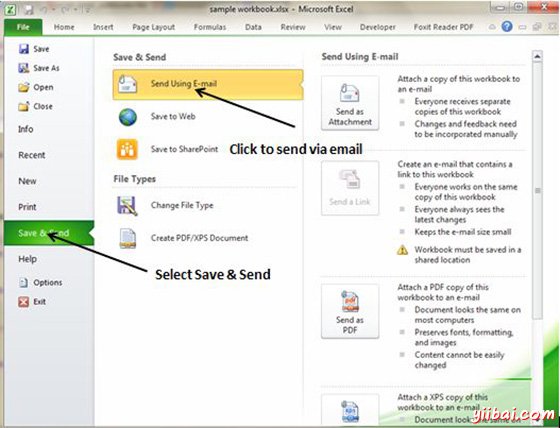 sample workbook.xlsx - Microsoft Excel
File Home Insert Page Layout Formulas Data Review View Foxit Reader PDF
Save
Save As
Open
Close
Info
Recent
New
Print
Save & Send
Help
Options
Exit
Save & Send
Send Using E-mail
Save to Web
Save to SharePoint
File Types
Change File Type
Create PDF/XPS Document
Click to send via email
Select Save & Send
Send Using E-mail
Send as
Attachment
Attach a copy of this workbook to
an e-mail
Everyone receives separate
copies of this workbook
Changes and feedback need
to be incorporated manually
Send a Link
Create an e-mail that contains a
link to this workbook
Everyone works on the same
copy of this workbook
Everyone always sees the
latest changes
Keeps the e-mail size small
Workbook must be saved in a
shared location
Send as
PDF
Attach a PDF copy of this
workbook to an e-mail
Document looks the same on
most computers
Preserves fonts, formatting,
and images
Content cannot be easily
changed
Attach a XPS copy of this
workbook to an e-mail
Document looks the same on
yiibai.com